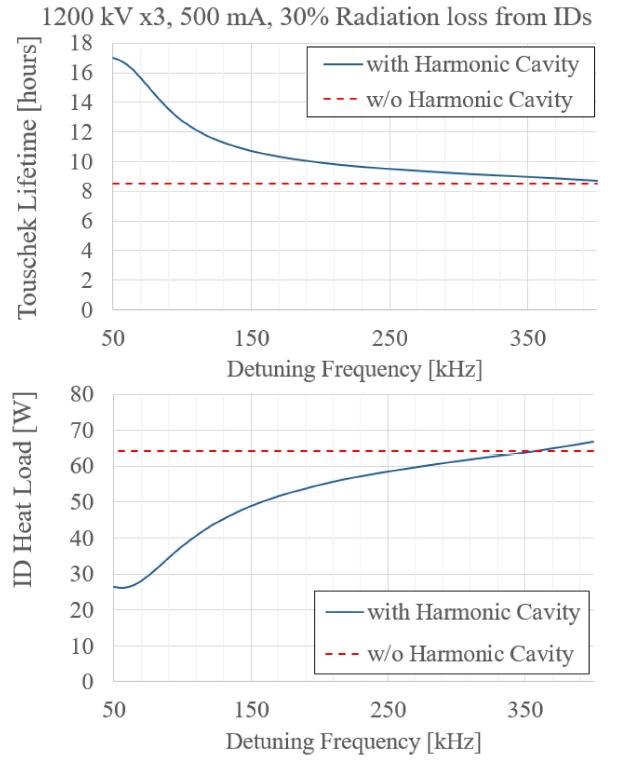 1200 kV x3, 500 mA, 30% Radiation loss from IDs
Touschek Lifetime [hours]
18
16
14
12
10
8
6
4
2
0
with Harmonic Cavity
w/o Harmonic Cavity
50 150 250 350
Detuning Frequency [kHz]
ID Heat Load [W]
80
70
60
50
40
30
20
10
0
with Harmonic Cavity
w/o Harmonic Cavity
50 150 250 350
Detuning Frequency [kHz]